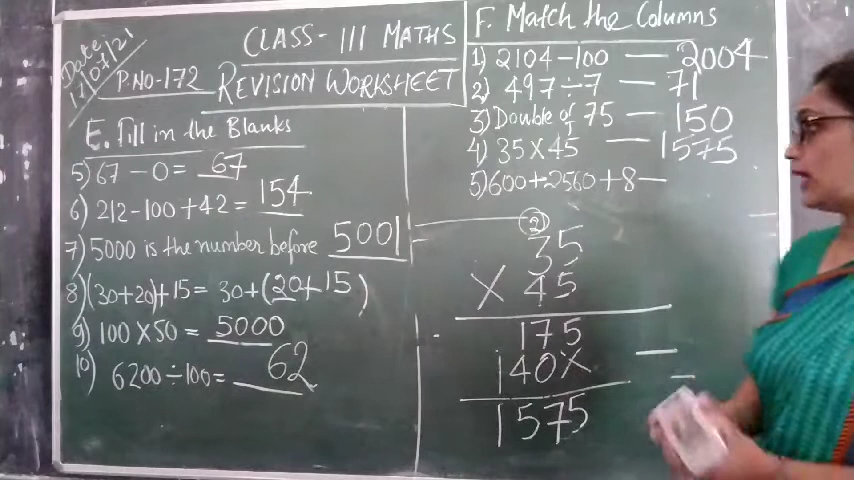 Date:
17/07/21
CLASS - III MATHS
P.NO-172 REVISION WORKSHEET
E. Fill in the Blanks
5) 67 - 0 = 67
6) 212 - 100 + 42 = 154
7) 5000 is the number before 5001
8) (30+20)+15 = 30+(20+15)
9) 100 X 50 = 5000
10) 6200 ÷ 100 = 62
F. Match the Columns
1) 2104 - 100 — 2004
2) 497 ÷ 7 — 71
3) Double of 75 — 150
4) 35 X 45 — 1575
5) 600 + 2560 + 8 —
2
35
X 45
175
140X
1575